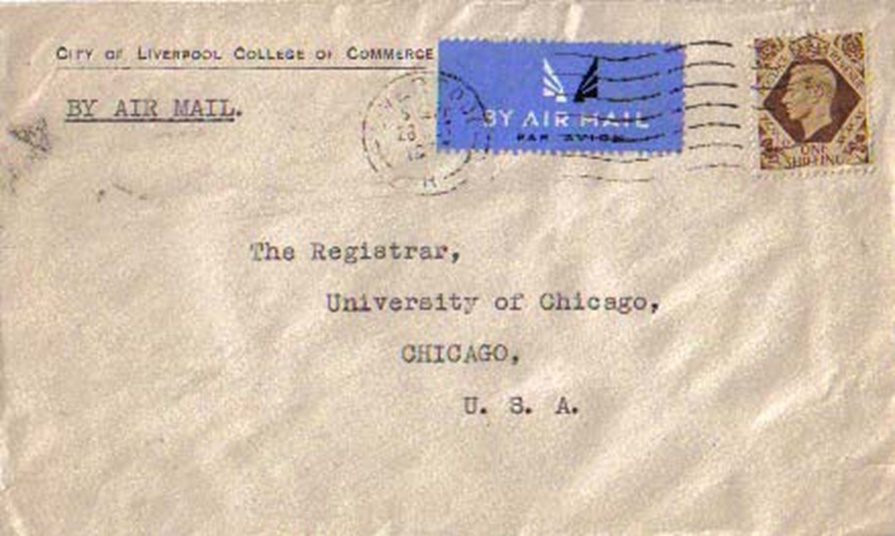 CITY OF LIVERPOOL COLLEGE OF COMMERCE
BY AIR MAIL.
BY AIR MAIL
PAR AVION
ONE
SHILLING
The Registrar,
University of Chicago,
CHICAGO,
U. S. A.